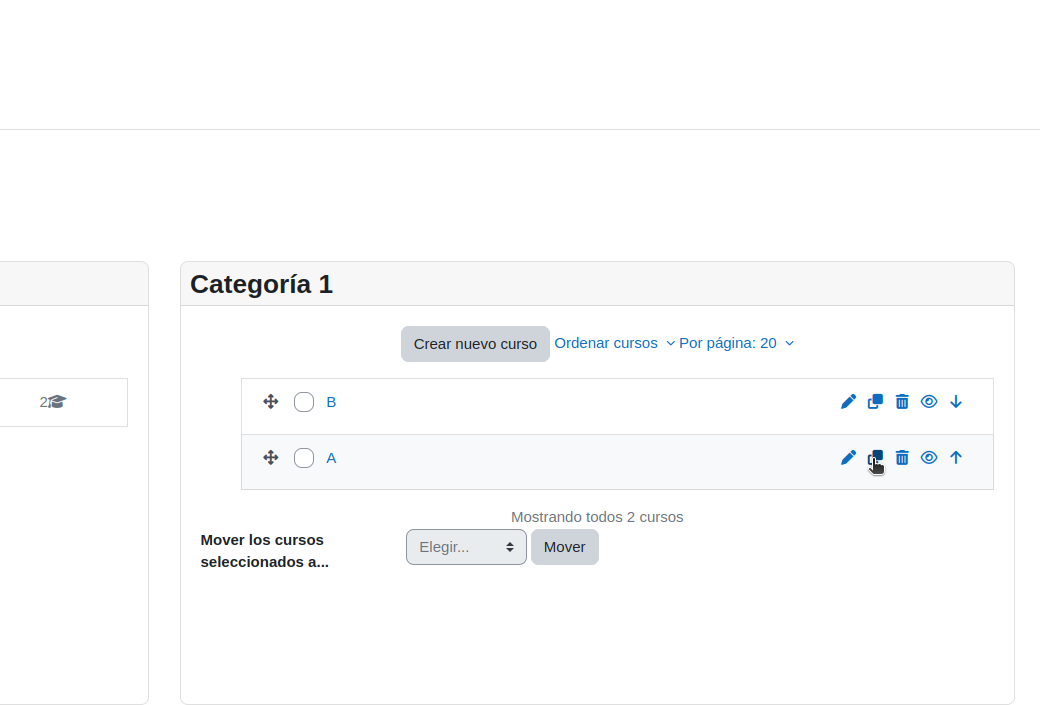 Categoría 1
Crear nuevo curso Ordenar cursos Por página: 20
2
B
A
Mostrando todos 2 cursos
Mover los cursos
seleccionados a...
Elegir... Mover